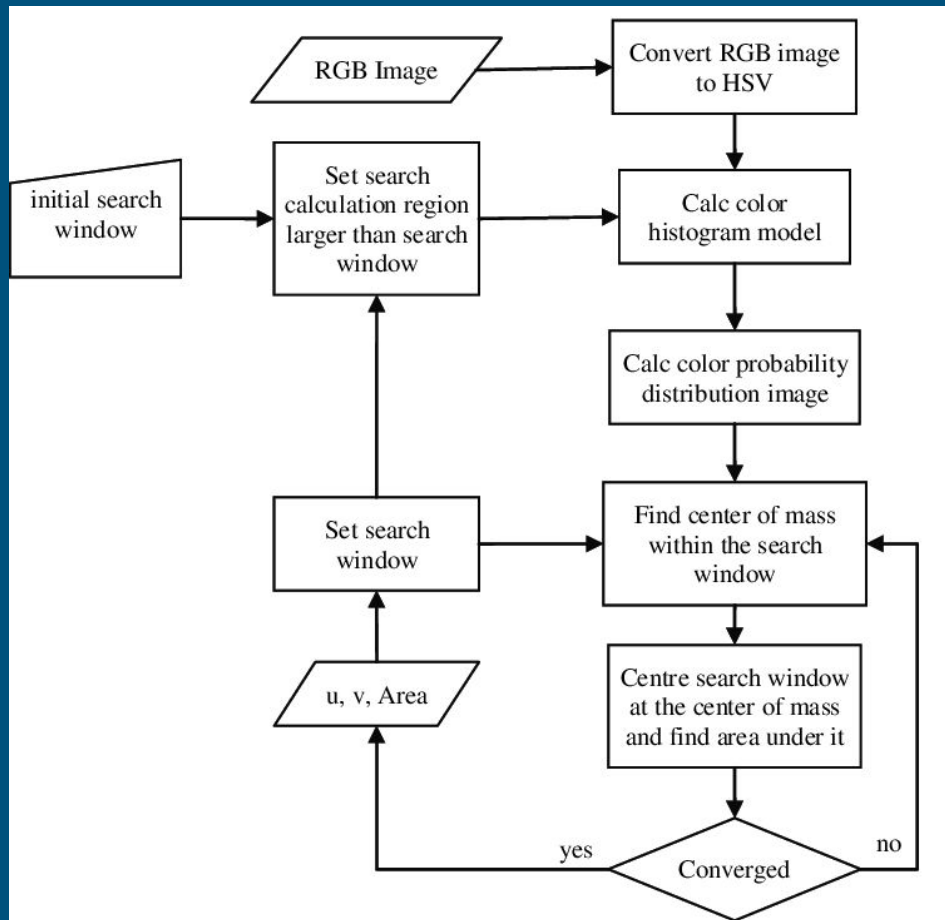 RGB Image
Convert RGB image
to HSV
initial search
window
Set search
calculation region
larger than search
window
Calc color
histogram model
Calc color probability
distribution image
Set search
window
Find center of mass
within the search
window
u, v, Area
Centre search window
at the center of mass
and find area under it
yes
Converged
no